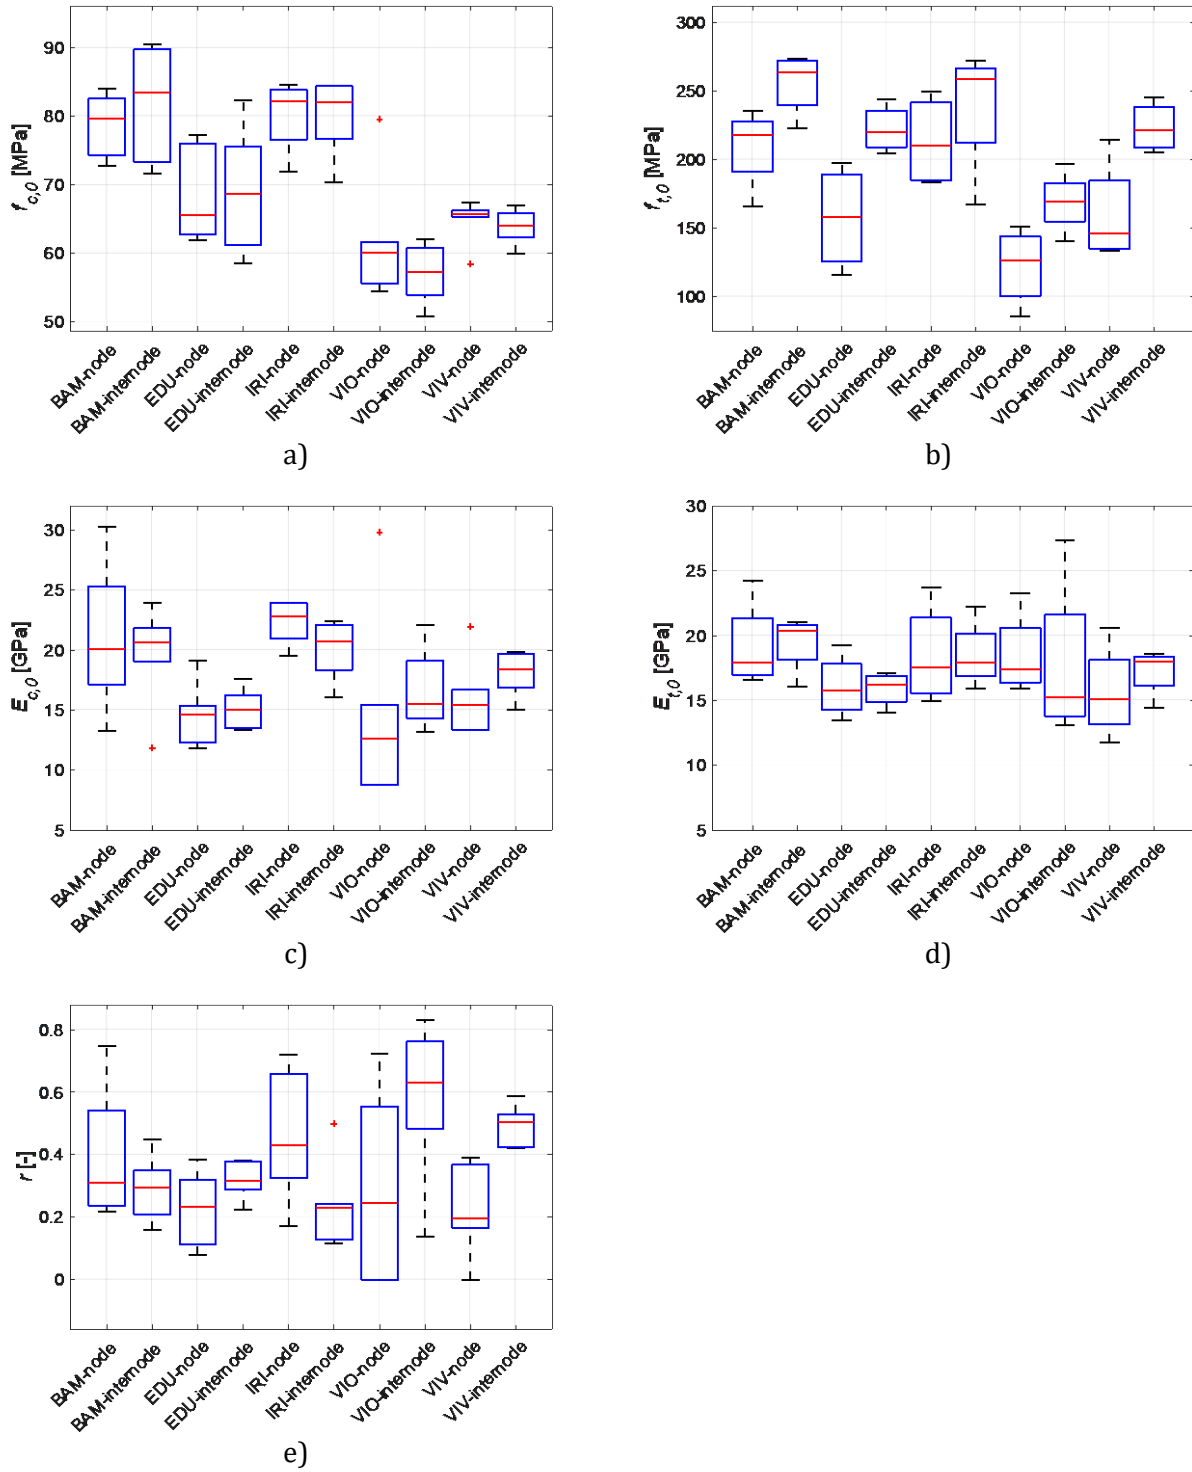 90
80
70
60
50
f_{c,0} [MPa]
BAM-node
BAM-internode
EDU-node
EDU-internode
IRI-node
IRI-internode
VIO-node
VIO-internode
VIV-node
VIV-internode
a)
300
250
200
150
100
f_{t,0} [MPa]
BAM-node
BAM-internode
EDU-node
EDU-internode
IRI-node
IRI-internode
VIO-node
VIO-internode
VIV-node
VIV-internode
b)
30
25
20
15
10
5
E_{c,0} [GPa]
BAM-node
BAM-internode
EDU-node
EDU-internode
IRI-node
IRI-internode
VIO-node
VIO-internode
VIV-node
VIV-internode
c)
30
25
20
15
10
5
E_{t,0} [GPa]
BAM-node
BAM-internode
EDU-node
EDU-internode
IRI-node
IRI-internode
VIO-node
VIO-internode
VIV-node
VIV-internode
d)
0.8
0.6
0.4
0.2
0
r [-]
BAM-node
BAM-internode
EDU-node
EDU-internode
IRI-node
IRI-internode
VIO-node
VIO-internode
VIV-node
VIV-internode
e)